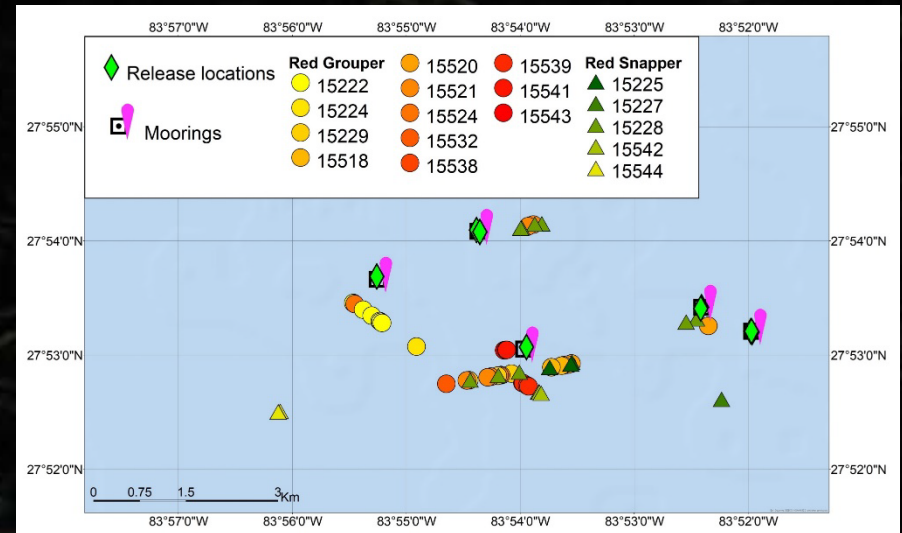 83°57'0"W 83°56'0"W 83°55'0"W 83°54'0"W 83°53'0"W 83°52'0"W
Release locations
Moorings
Red Grouper
15222
15224
15229
15518
15520
15521
15524
15532
15538
15539
15541
15543
Red Snapper
15225
15227
15228
15542
15544
27°55'0"N 27°55'0"N
27°54'0"N 27°54'0"N
27°53'0"N 27°53'0"N
27°52'0"N 27°52'0"N
0 0.75 1.5 3 Km
83°57'0"W 83°56'0"W 83°55'0"W 83°54'0"W 83°53'0"W 83°52'0"W